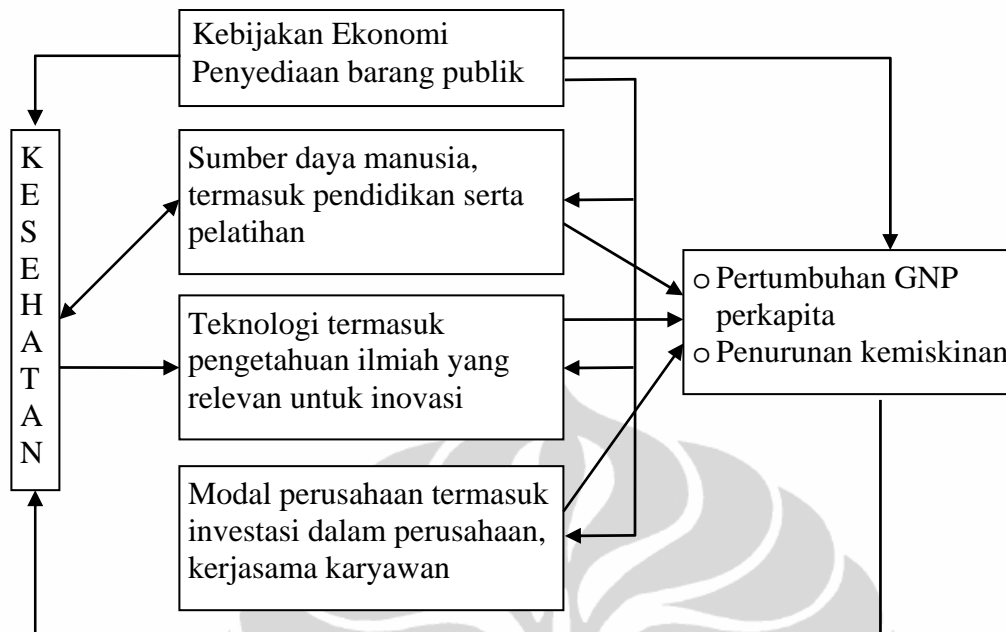 Kebijakan Ekonomi
Penyediaan barang publik
K
E
S
E
H
A
T
A
N
Sumber daya manusia,
termasuk pendidikan serta
pelatihan
Teknologi termasuk
pengetahuan ilmiah yang
relevan untuk inovasi
Modal perusahaan termasuk
investasi dalam perusahaan,
kerjasama karyawan
o Pertumbuhan GNP
perkapita
o Penurunan kemiskinan